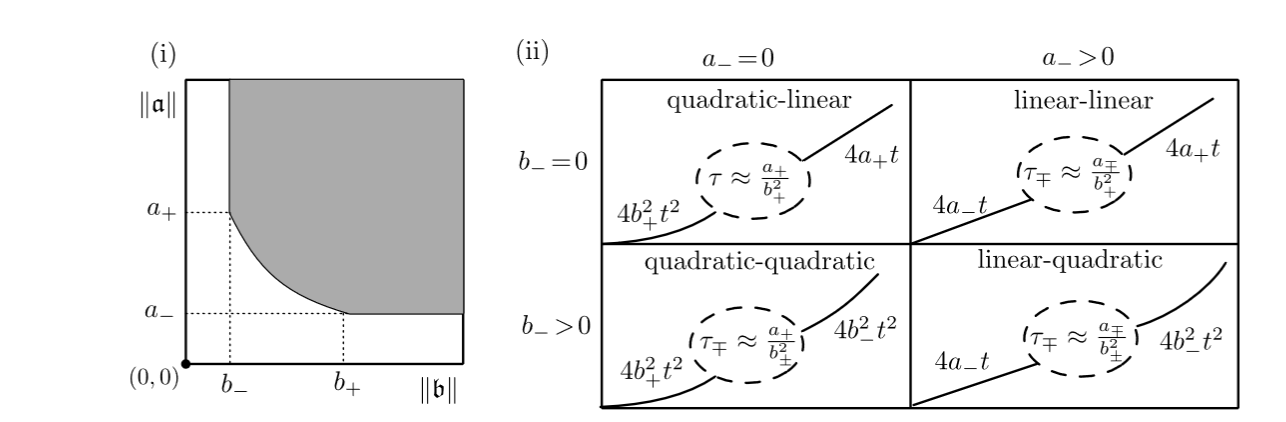 (i)
‖𝔞‖
a₊
a₋
(0, 0)
b₋
b₊
‖𝔟‖
(ii)
a₋ = 0
a₋ > 0
b₋ = 0
quadratic-linear
4a₊t
τ ≈ a₊/b₊²
4b₊²t²
linear-linear
4a₊t
τ∓ ≈ a∓/b₊²
4a₋t
b₋ > 0
quadratic-quadratic
4b₋²t²
τ∓ ≈ a₊/b±²
4b₊²t²
linear-quadratic
4b₋²t²
τ∓ ≈ a∓/b±²
4a₋t